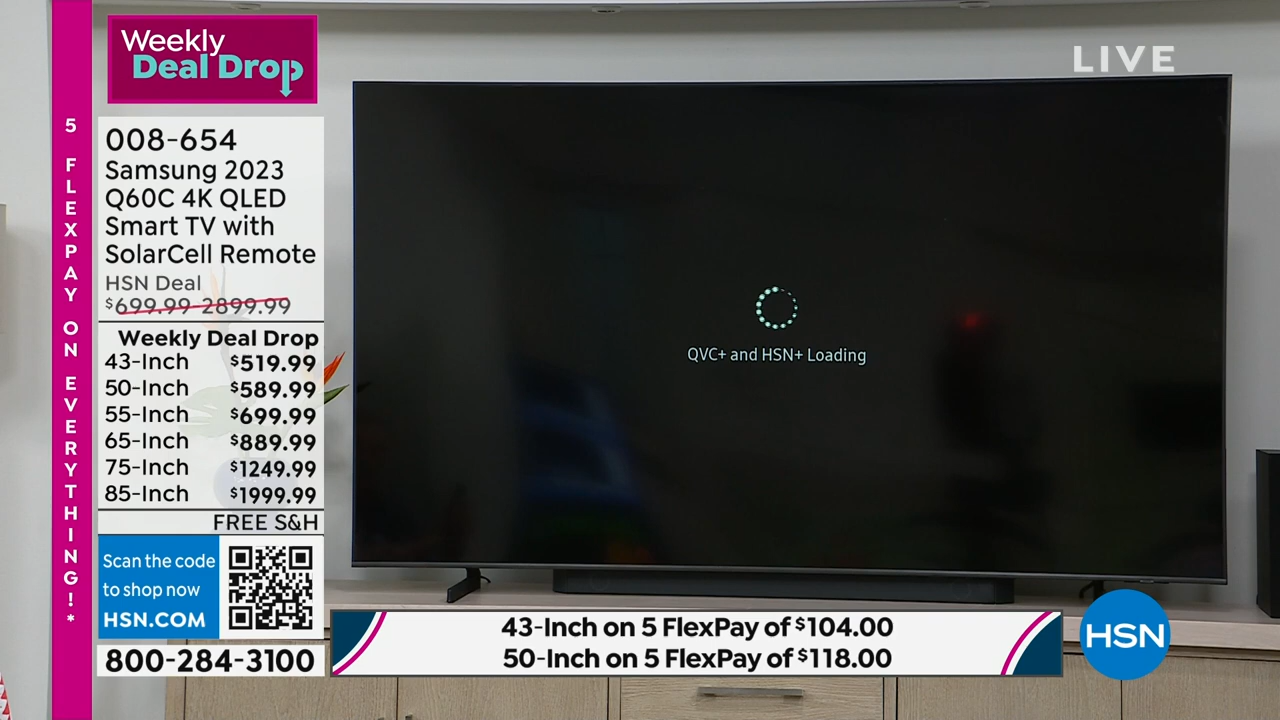 5 FLEXPAY ON EVERYTHING!*
Weekly
Deal Drop
LIVE
008-654
Samsung 2023
Q60C 4K QLED
Smart TV with
SolarCell Remote
HSN Deal
$699.99-2899.99
Weekly Deal Drop
43-Inch $519.99
50-Inch $589.99
55-Inch $699.99
65-Inch $889.99
75-Inch $1249.99
85-Inch $1999.99
FREE S&H
Scan the code
to shop now
HSN.COM
800-284-3100
QVC+ and HSN+ Loading
43-Inch on 5 FlexPay of $104.00
50-Inch on 5 FlexPay of $118.00
HSN